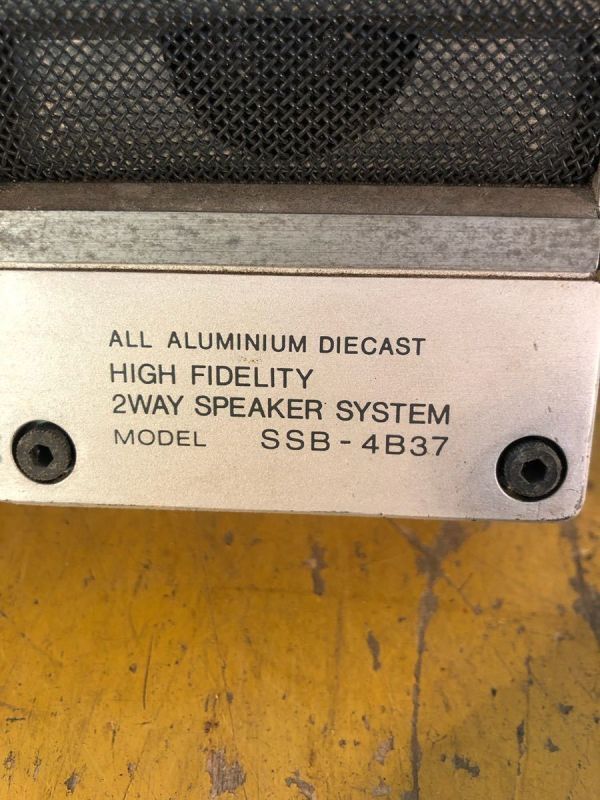 ALL ALUMINIUM DIECAST
HIGH FIDELITY
2WAY SPEAKER SYSTEM
MODEL SSB-4B37